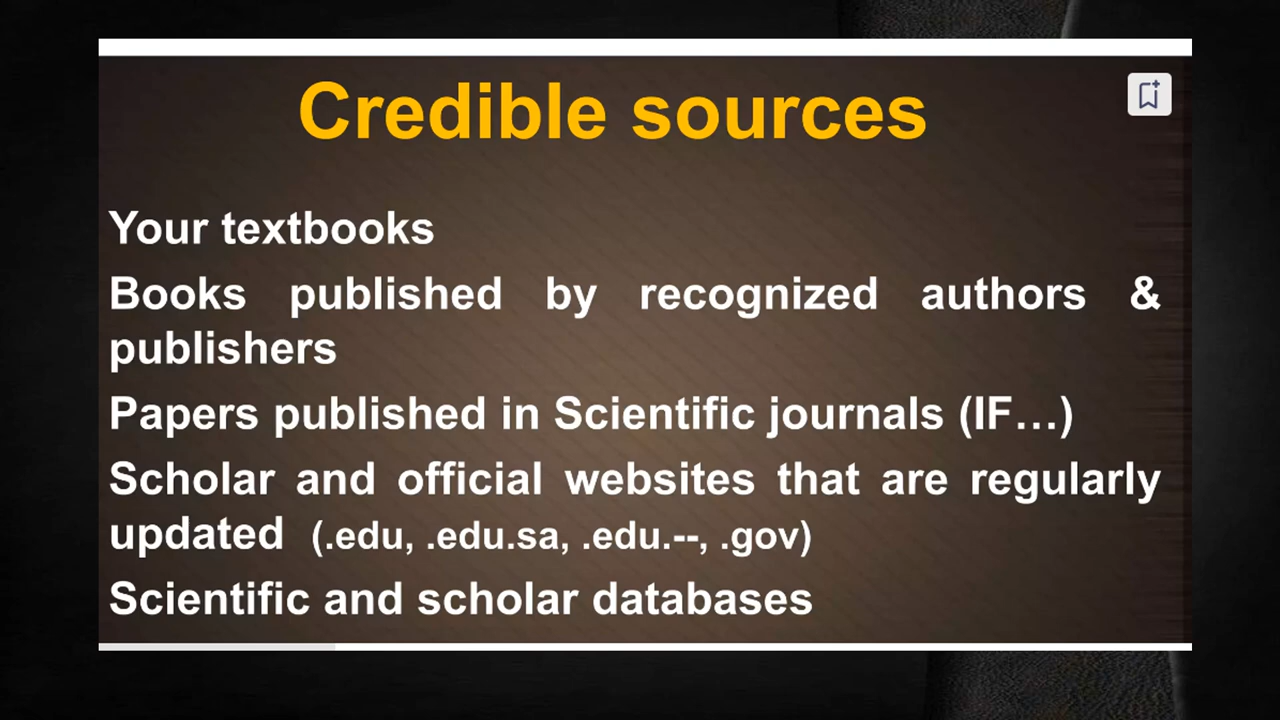 Credible sources
Your textbooks
Books published by recognized authors &
publishers
Papers published in Scientific journals (IF...)
Scholar and official websites that are regularly
updated (.edu, .edu.sa, .edu.--, .gov)
Scientific and scholar databases